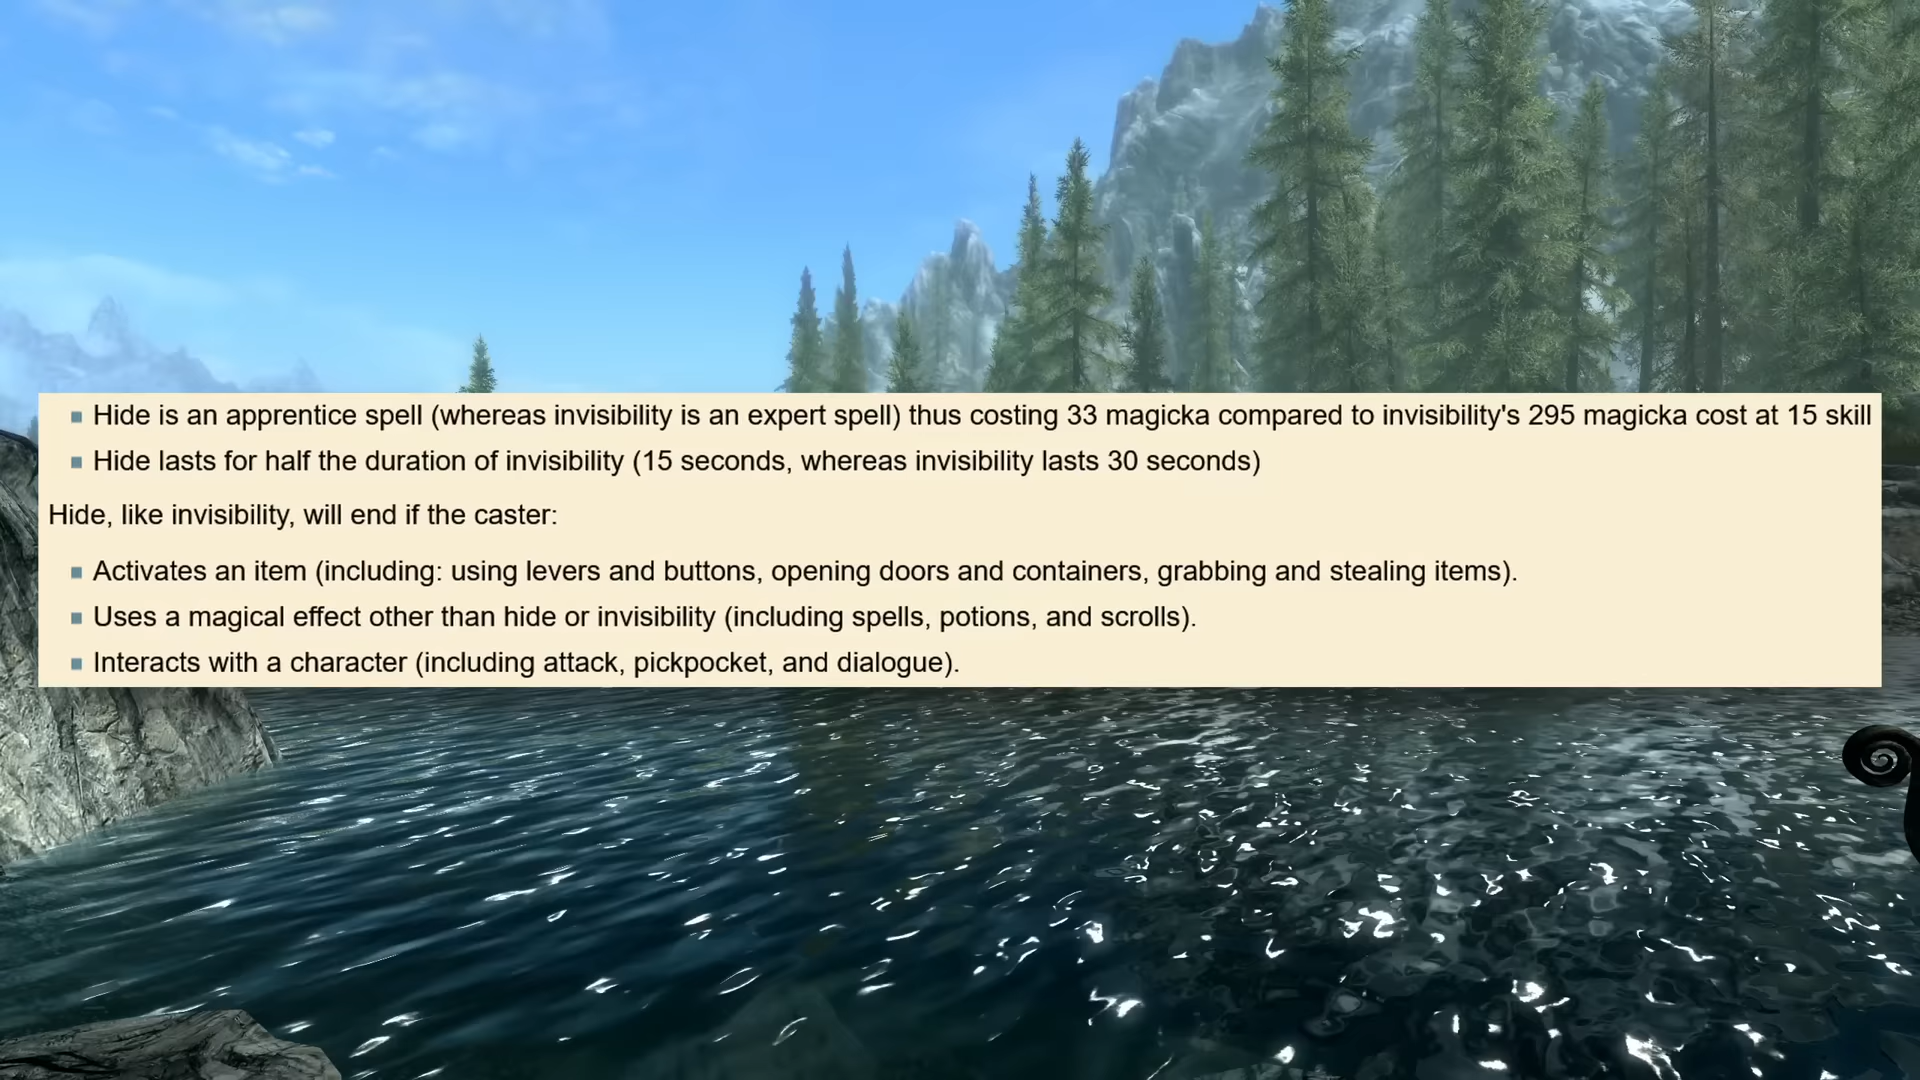 Hide is an apprentice spell (whereas invisibility is an expert spell) thus costing 33 magicka compared to invisibility's 295 magicka cost at 15 skill
Hide lasts for half the duration of invisibility (15 seconds, whereas invisibility lasts 30 seconds)
Hide, like invisibility, will end if the caster:
Activates an item (including: using levers and buttons, opening doors and containers, grabbing and stealing items).
Uses a magical effect other than hide or invisibility (including spells, potions, and scrolls).
Interacts with a character (including attack, pickpocket, and dialogue).